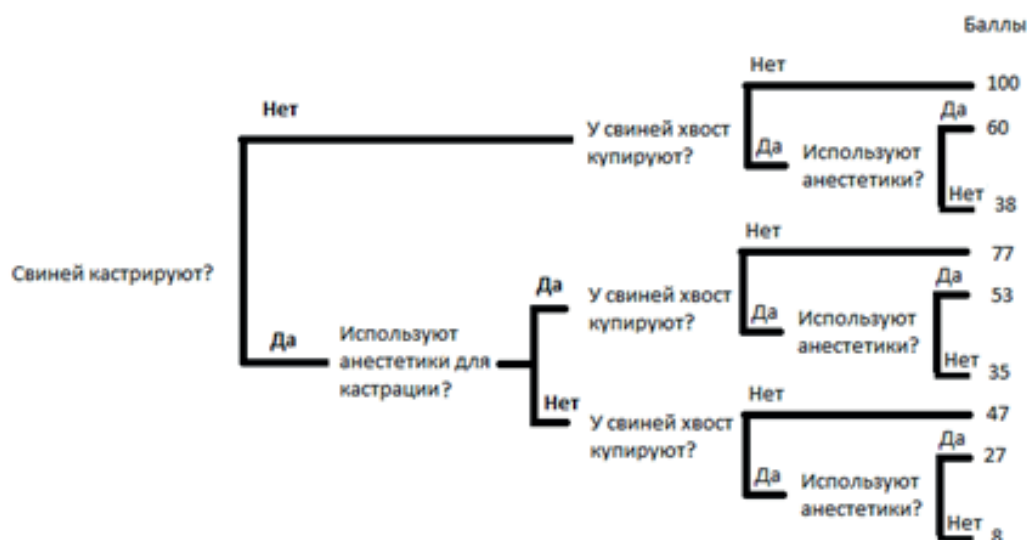 Баллы
Нет
100
Нет
Да
60
У свиней хвост
купируют?
Да
Используют
анестетики?
Нет
38
Нет
77
Свиней кастрируют?
Да
У свиней хвост
купируют?
Да
53
Да
Используют
анестетики?
Да
Используют
анестетики для
кастрации?
Нет
35
Нет
Нет
47
У свиней хвост
купируют?
Да
27
Да
Используют
анестетики?
Нет
8